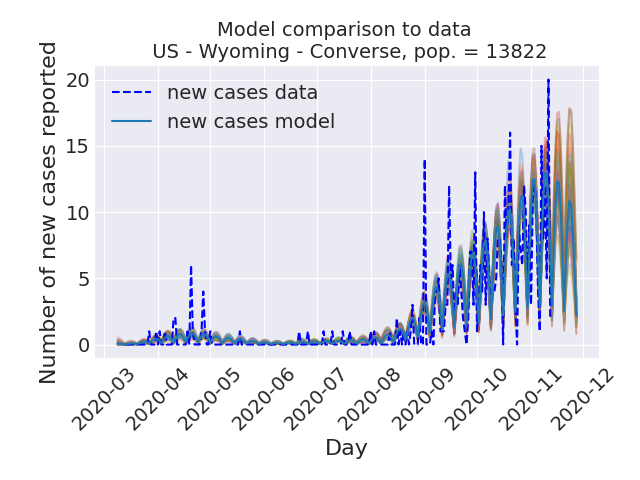 Model comparison to data
US - Wyoming - Converse, pop. = 13822
Number of new cases reported
20
15
10
5
0
new cases data
new cases model
2020-03
2020-04
2020-05
2020-06
2020-07
2020-08
2020-09
2020-10
2020-11
2020-12
Day